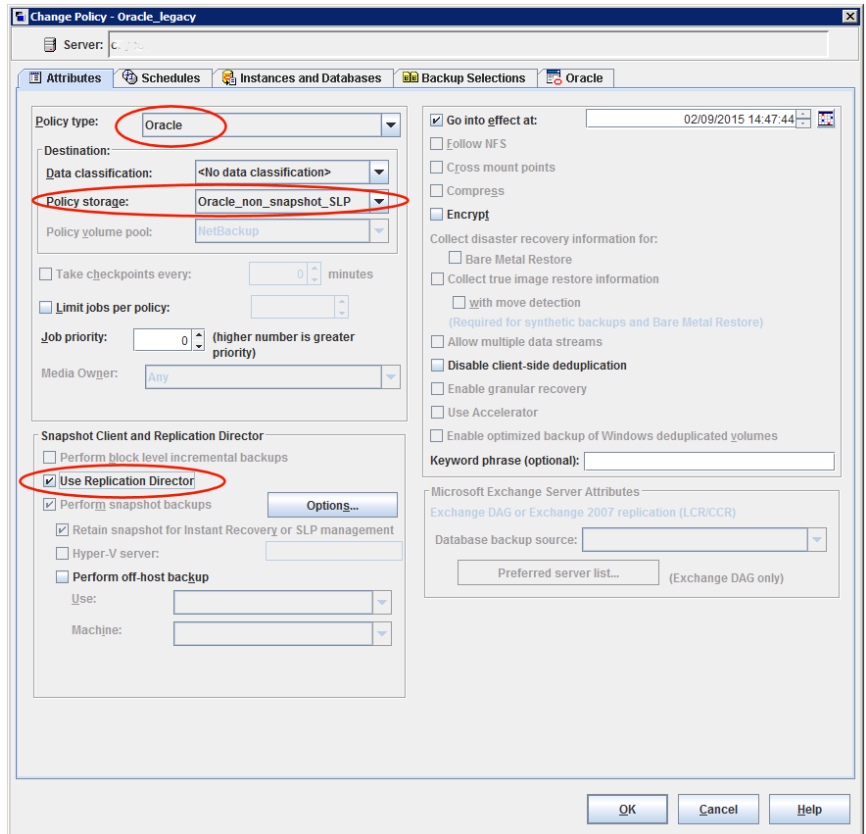 Change Policy - Oracle_legacy
Server:
Attributes
Schedules
Instances and Databases
Backup Selections
Oracle
Policy type:
Oracle
Destination:
Data classification:
<No data classification>
Policy storage:
Oracle_non_snapshot_SLP
Policy volume pool:
NetBackup
Take checkpoints every:
0
minutes
Limit jobs per policy:
Job priority:
0
(higher number is greater
priority)
Media Owner:
Any
Snapshot Client and Replication Director
Perform block level incremental backups
Use Replication Director
Perform snapshot backups
Options...
Retain snapshot for Instant Recovery or SLP management
Hyper-V server:
Perform off-host backup
Use:
Machine:
Go into effect at:
02/09/2015 14:47:44
Follow NFS
Cross mount points
Compress
Encrypt
Collect disaster recovery information for:
Bare Metal Restore
Collect true image restore information
with move detection
(Required for synthetic backups and Bare Metal Restore)
Allow multiple data streams
Disable client-side deduplication
Enable granular recovery
Use Accelerator
Enable optimized backup of Windows deduplicated volumes
Keyword phrase (optional):
Microsoft Exchange Server Attributes
Exchange DAG or Exchange 2007 replication (LCR/CCR)
Database backup source:
Preferred server list...
(Exchange DAG only)
OK
Cancel
Help